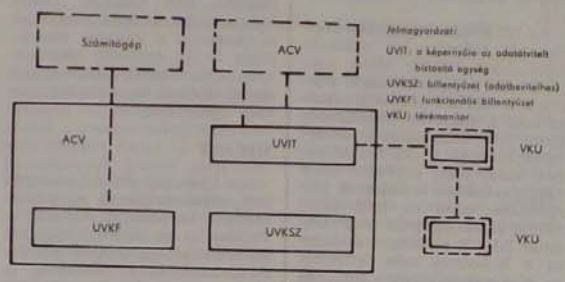 Számítógép
ACV
Jelmagyarázat:
UVIT: a képernyőre az adatátvitelt
biztosító egység
UVKSZ: billentyűzet (adatbevitelhez)
UVKF: funkcionális billentyűzet
VKU: tévémonitor
ACV
UVIT
VKU
UVKF
UVKSZ
VKU